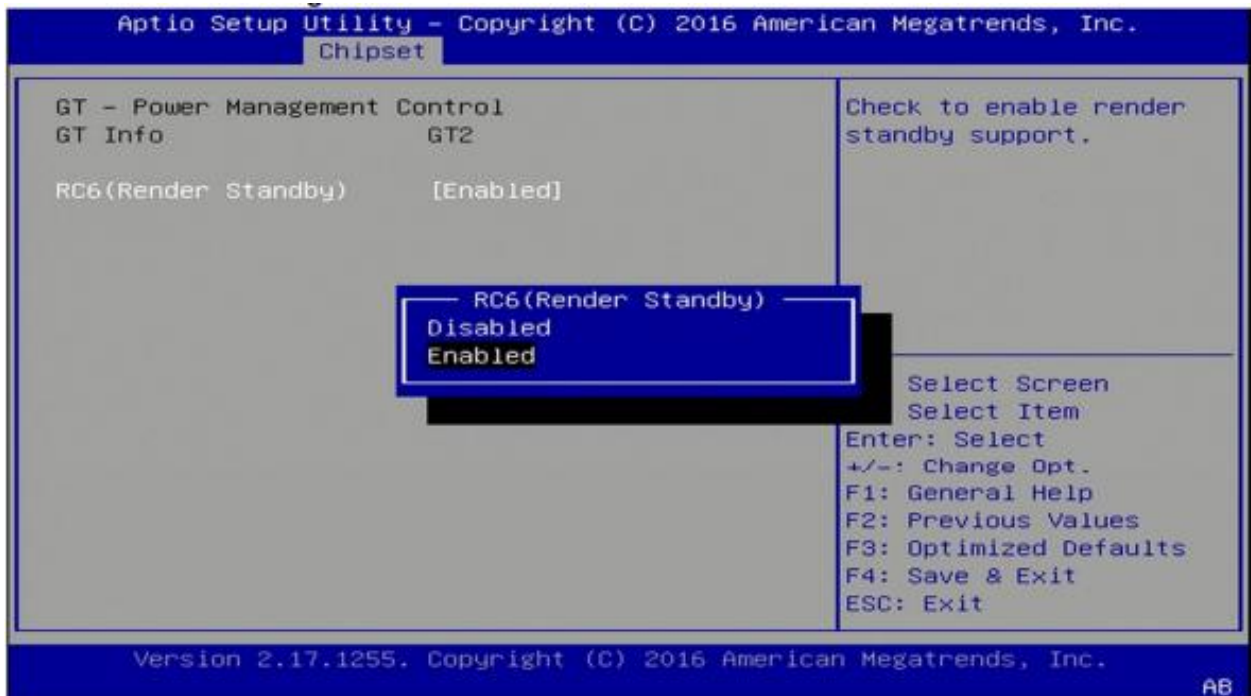 Aptio Setup Utility – Copyright (C) 2016 American Megatrends, Inc.
Chipset
GT – Power Management Control
GT Info GT2
RC6(Render Standby) [Enabled]
Check to enable render
standby support.
RC6(Render Standby)
Disabled
Enabled
Select Screen
Select Item
Enter: Select
+/-: Change Opt.
F1: General Help
F2: Previous Values
F3: Optimized Defaults
F4: Save & Exit
ESC: Exit
Version 2.17.1255. Copyright (C) 2016 American Megatrends, Inc.
AB